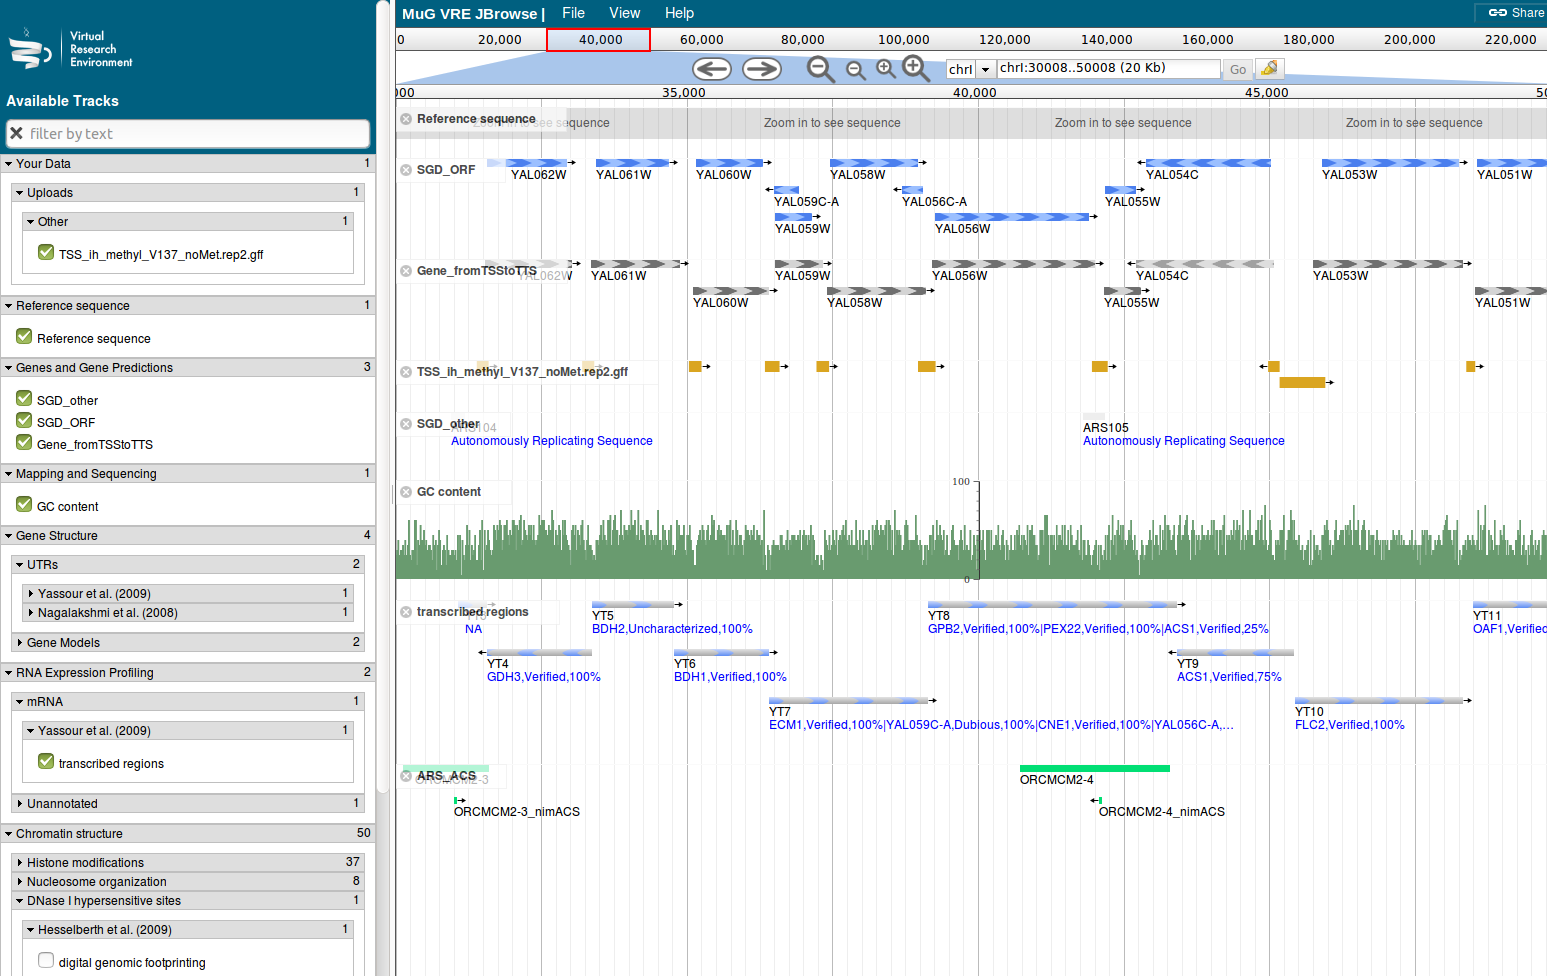 Virtual
Research
Environment
Available Tracks
filter by text
Your Data 1
Uploads 1
Other 1
TSS_ih_methyl_V137_noMet.rep2.gff
Reference sequence 1
Reference sequence
Genes and Gene Predictions 3
SGD_other
SGD_ORF
Gene_fromTSStoTTS
Mapping and Sequencing 1
GC content
Gene Structure 4
UTRs 2
Yassour et al. (2009) 1
Nagalakshmi et al. (2008) 1
Gene Models 2
RNA Expression Profiling 2
mRNA 1
Yassour et al. (2009) 1
transcribed regions
Unannotated 1
Chromatin structure 50
Histone modifications 37
Nucleosome organization 8
DNase I hypersensitive sites 1
Hesselberth et al. (2009) 1
digital genomic footprinting
MuG VRE JBrowse | File View Help Share
0 20,000 40,000 60,000 80,000 100,000 120,000 140,000 160,000 180,000 200,000 220,000
chrI chrI:30008..50008 (20 Kb) Go
000 35,000 40,000 45,000 50
Reference sequence
Zoom in to see sequence Zoom in to see sequence Zoom in to see sequence Zoom in to see sequence
SGD_ORF
YAL062W YAL061W YAL060W YAL058W YAL054C YAL053W YAL051W
YAL059C-A YAL056C-A YAL055W
YAL059W YAL056W
Gene_fromTSStoTTS
YAL062W YAL061W YAL059W YAL056W YAL054C YAL053W
YAL060W YAL058W YAL055W YAL051W
TSS_ih_methyl_V137_noMet.rep2.gff
SGD_other
ARS104 ARS105
Autonomously Replicating Sequence Autonomously Replicating Sequence
GC content
100
0
transcribed regions
YT5 YT8 YT11
NA BDH2,Uncharacterized,100% GPB2,Verified,100%|PEX22,Verified,100%|ACS1,Verified,25% OAF1,Verified
YT4 YT6 YT9
GDH3,Verified,100% BDH1,Verified,100% ACS1,Verified,75%
YT7 YT10
ECM1,Verified,100%|YAL059C-A,Dubious,100%|CNE1,Verified,100%|YAL056C-A,... FLC2,Verified,100%
ARS_ACS
ORCMCM2-3 ORCMCM2-4
ORCMCM2-3_nimACS ORCMCM2-4_nimACS